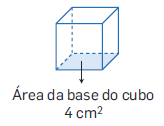 Área da base do cubo
4 cm²